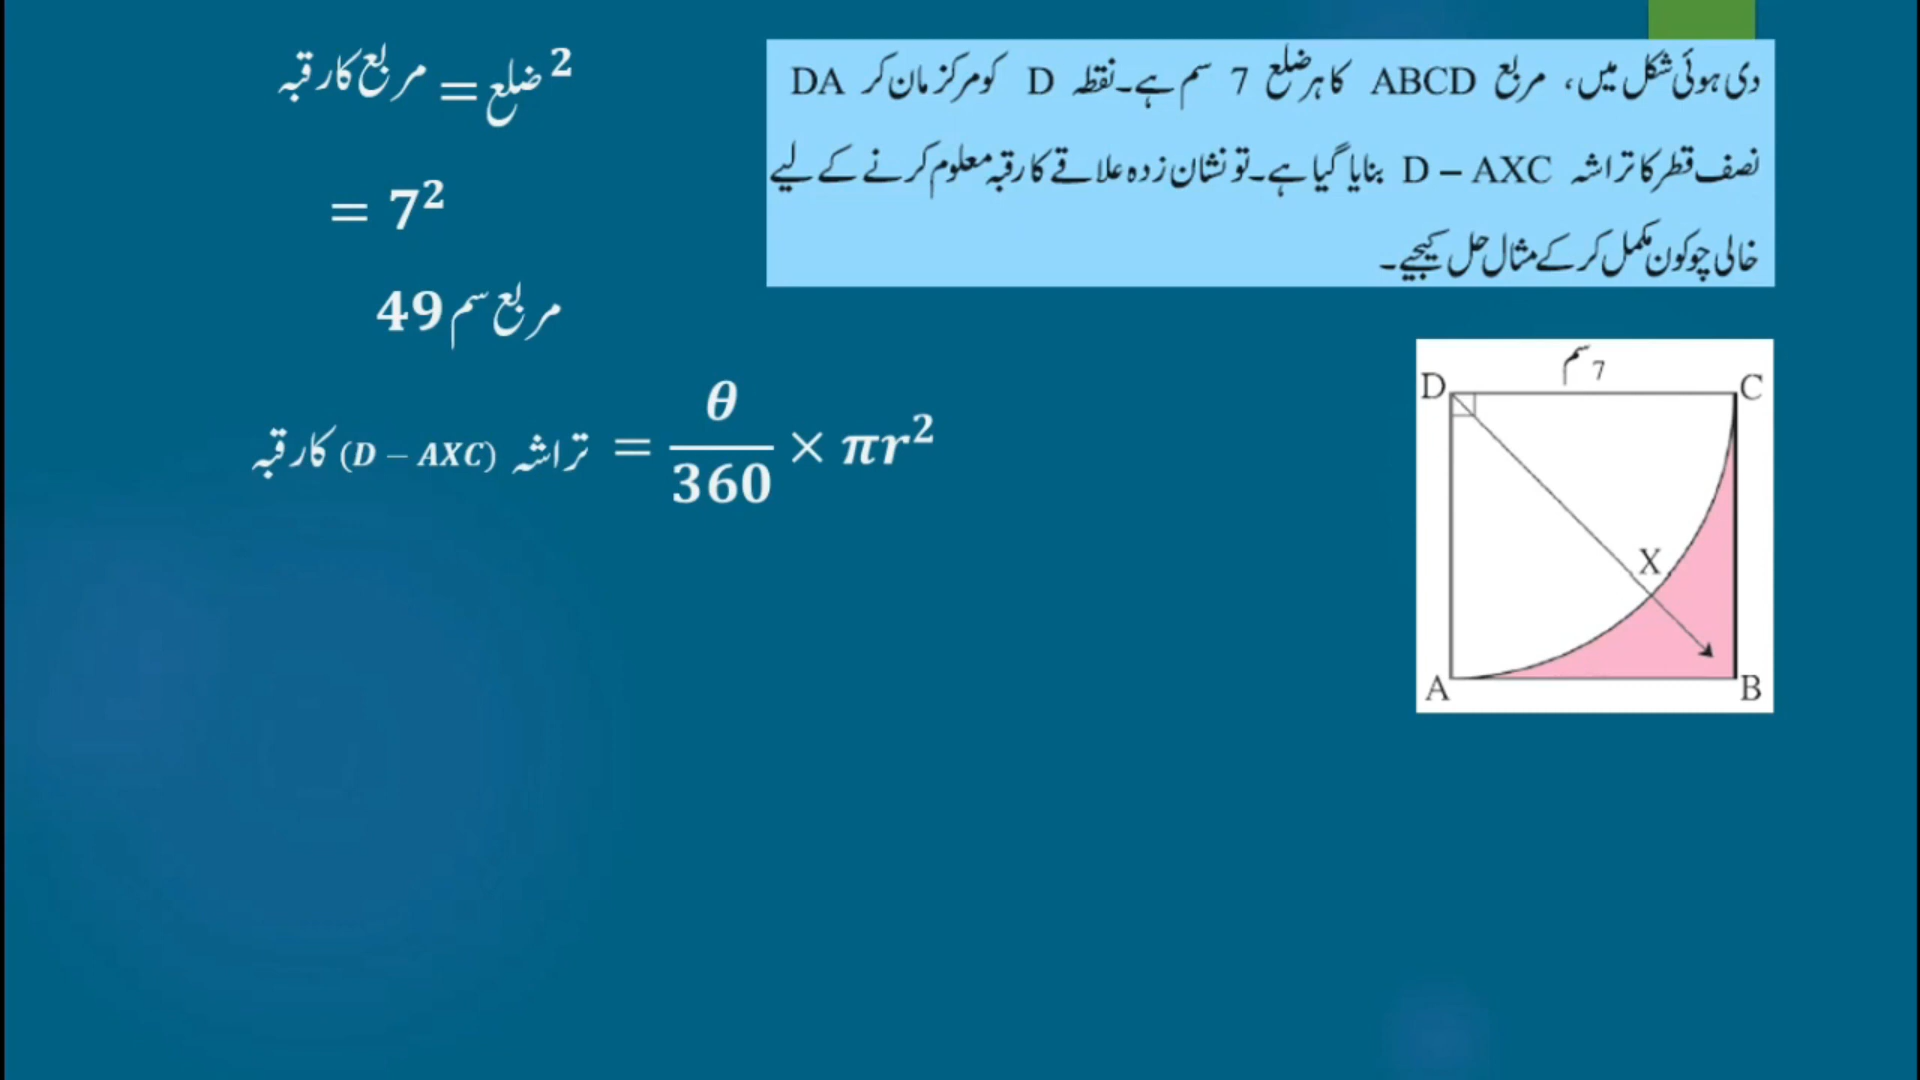 دی ہوئی شکل میں، مربع ABCD کا ہر ضلع 7 سم ہے۔ نقطہ D کو مرکز مان کر DA
نصف قطر کا تراشہ D – AXC بنایا گیا ہے۔ تو نشان زدہ علاقے کا رقبہ معلوم کرنے کے لیے
خالی چوکون مکمل کر کے مثال حل کیجیے۔
مربع کا رقبہ = ضلع²
= 7²
49 مربع سم
تراشہ (D – AXC) کا رقبہ = θ/360 × πr²
7 سم
D
C
X
A
B